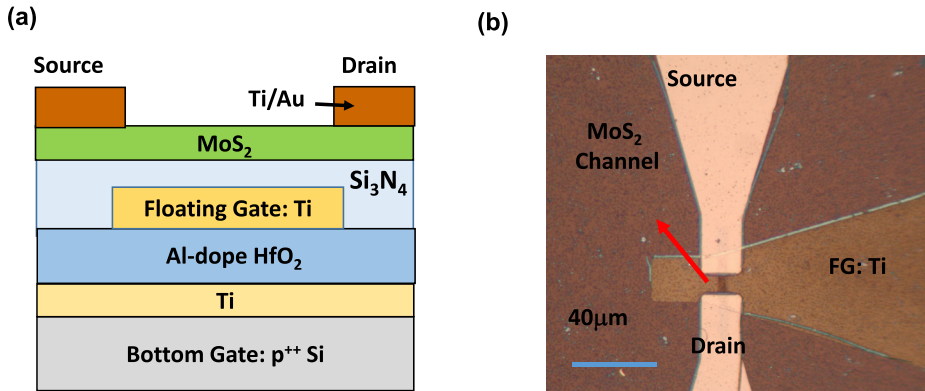 (a)
Source
Drain
Ti/Au
MoS₂
Si₃N₄
Floating Gate: Ti
Al-dope HfO₂
Ti
Bottom Gate: p⁺⁺ Si
(b)
Source
MoS₂
Channel
FG: Ti
40μm
Drain